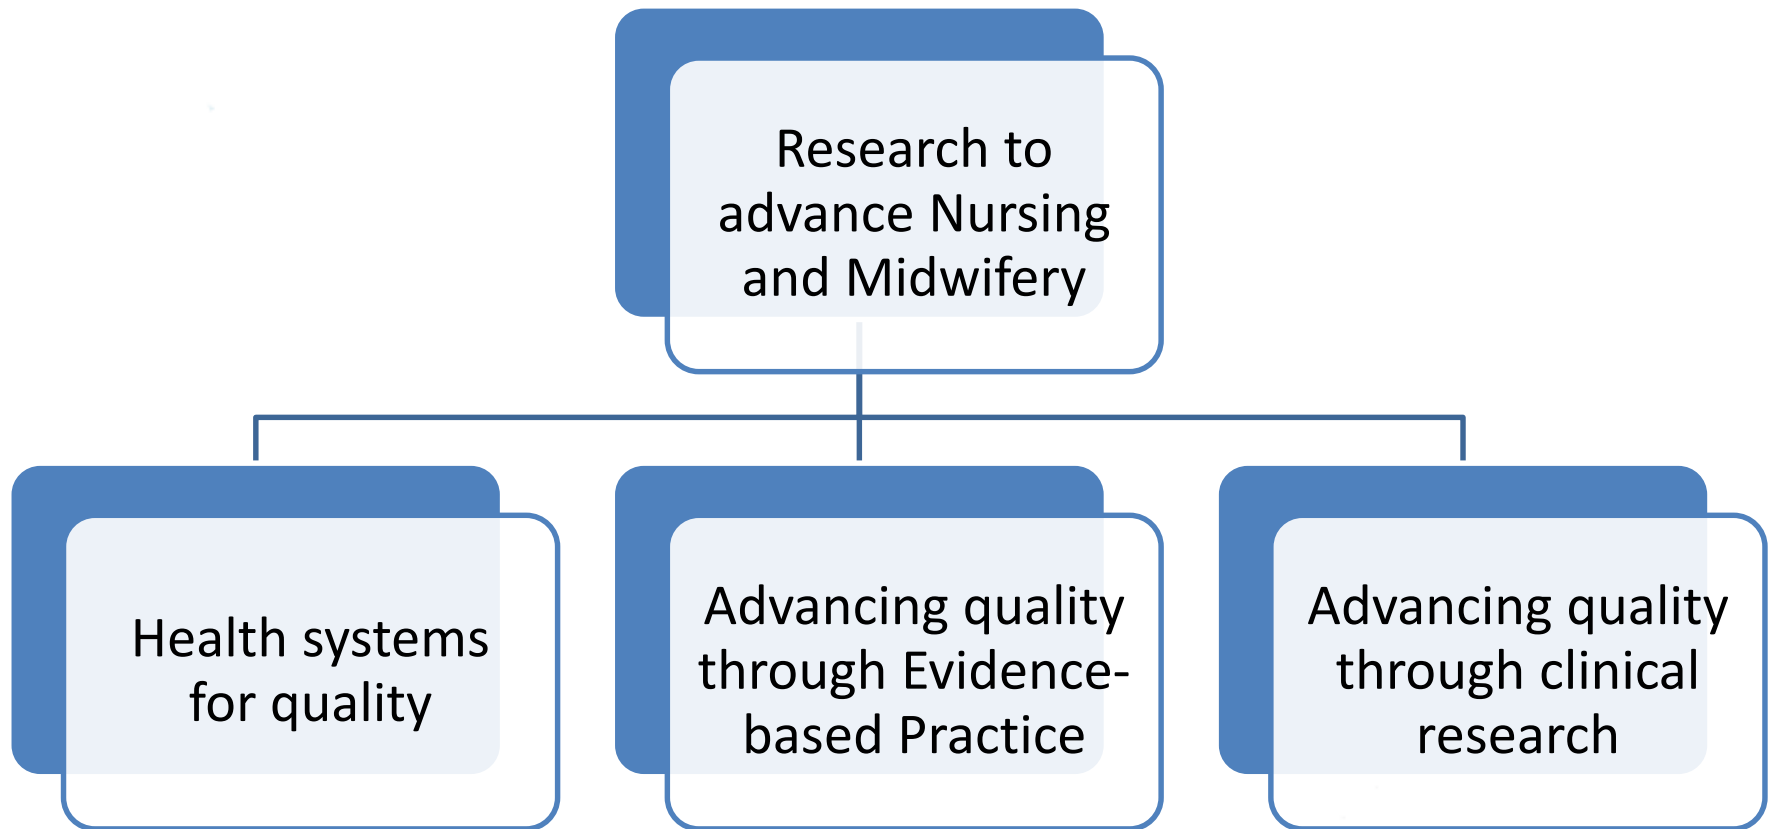 Research to
advance Nursing
and Midwifery
Health systems
for quality
Advancing quality
through Evidence-
based Practice
Advancing quality
through clinical
research